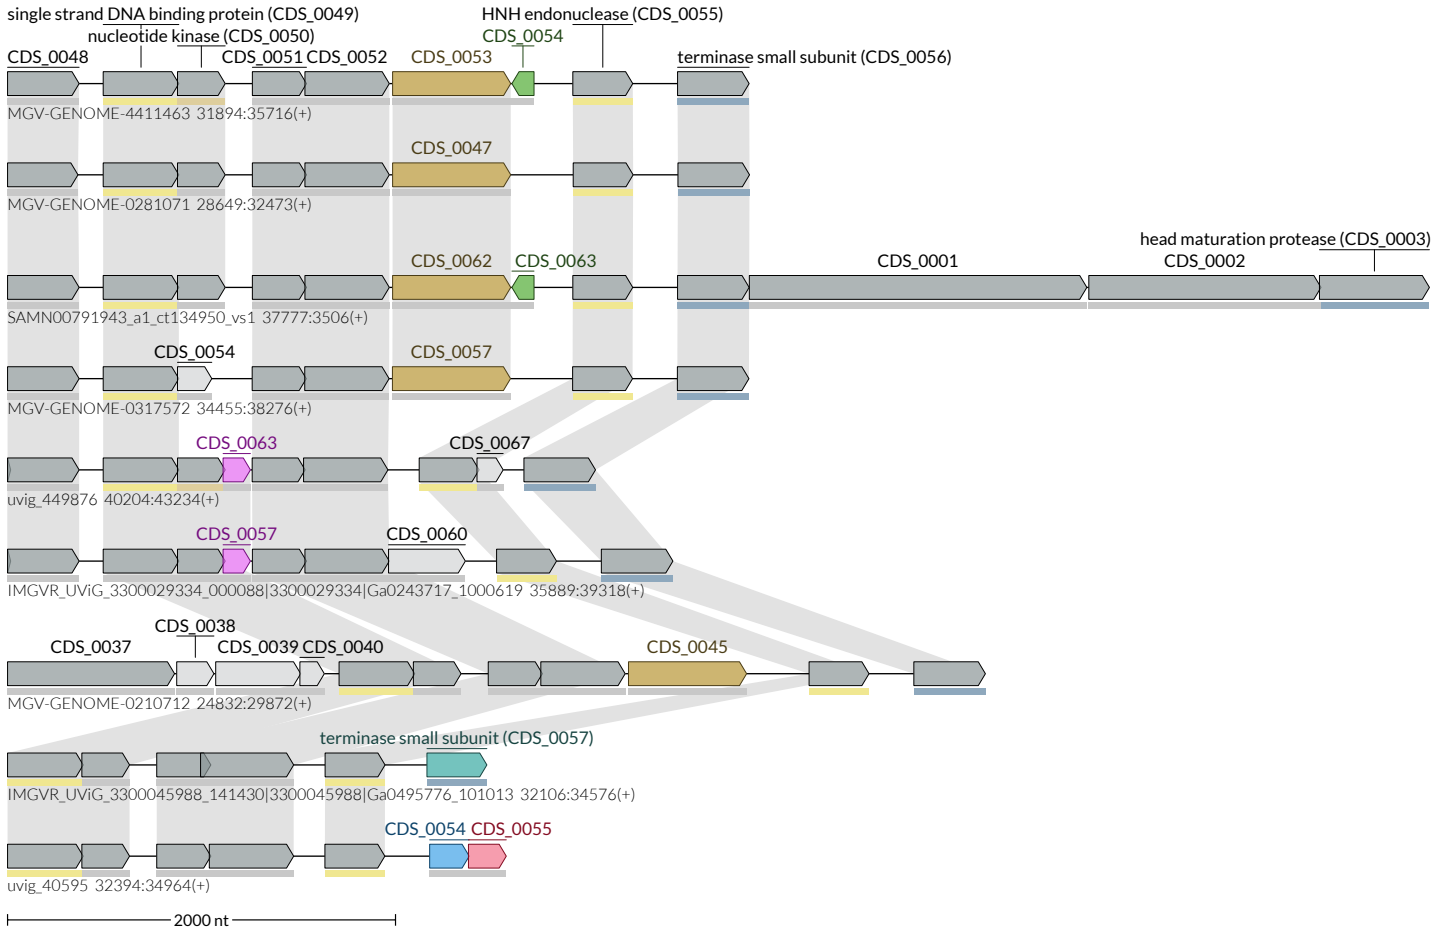 single strand DNA binding protein (CDS_0049) HNH endonuclease (CDS_0055)
nucleotide kinase (CDS_0050) CDS_0054
CDS_0048 CDS_0051 CDS_0052 CDS_0053 terminase small subunit (CDS_0056)
MGV-GENOME-4411463 31894:35716(+)
CDS_0047
MGV-GENOME-0281071 28649:32473(+)
head maturation protease (CDS_0003)
CDS_0062 CDS_0063 CDS_0001 CDS_0002
SAMN00791943_a1_ct134950_vs1 37777:3506(+)
CDS_0054 CDS_0057
MGV-GENOME-0317572 34455:38276(+)
CDS_0063 CDS_0067
uvig_449876 40204:43234(+)
CDS_0057 CDS_0060
IMGVR_UViG_3300029334_000088|3300029334|Ga0243717_1000619 35889:39318(+)
CDS_0038
CDS_0037 CDS_0039 CDS_0040 CDS_0045
MGV-GENOME-0210712 24832:29872(+)
terminase small subunit (CDS_0057)
IMGVR_UViG_3300045988_141430|3300045988|Ga0495776_101013 32106:34576(+)
CDS_0054 CDS_0055
uvig_40595 32394:34964(+)
2000 nt